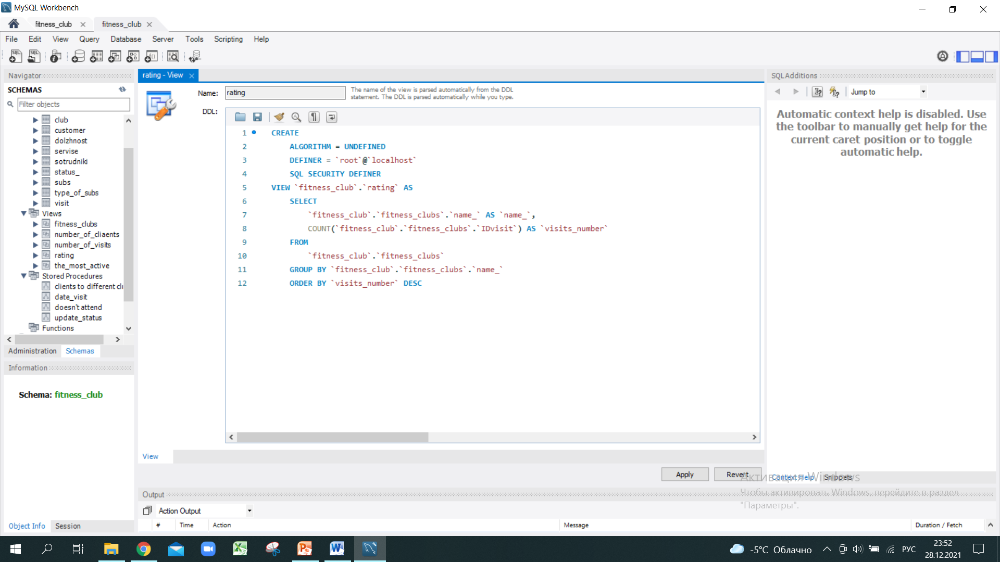 MySQL Workbench
fitness_club
fitness_club
File Edit View Query Database Server Tools Scripting Help
Navigator
SCHEMAS
Filter objects
club
customer
dolzhnost
servise
sotrudniki
status_
subs
type_of_subs
visit
Views
fitness_clubs
number_of_cliaents
number_of_visits
rating
the_most_active
Stored Procedures
clients to different clu
date_visit
doesn't attend
update_status
Functions
Administration Schemas
Information
Schema: fitness_club
Object Info Session
rating - View
Name: rating
The name of the view is parsed automatically from the DDL
statement. The DDL is parsed automatically while you type.
DDL:
1 CREATE
2 ALGORITHM = UNDEFINED
3 DEFINER = `root`@`localhost`
4 SQL SECURITY DEFINER
5 VIEW `fitness_club`.`rating` AS
6 SELECT
7 `fitness_club`.`fitness_clubs`.`name_` AS `name_`,
8 COUNT(`fitness_club`.`fitness_clubs`.`IDvisit`) AS `visits_number`
9 FROM
10 `fitness_club`.`fitness_clubs`
11 GROUP BY `fitness_club`.`fitness_clubs`.`name_`
12 ORDER BY `visits_number` DESC
View
Apply Revert
Output
Action Output
# Time Action Message Duration / Fetch
SQLAdditions
Jump to
Automatic context help is disabled. Use
the toolbar to manually get help for the
current caret position or to toggle
automatic help.
Context Help Snippets
Активация Windows
Чтобы активировать Windows, перейдите в раздел
"Параметры".
-5°C Облачно
РУС
23:52
28.12.2021